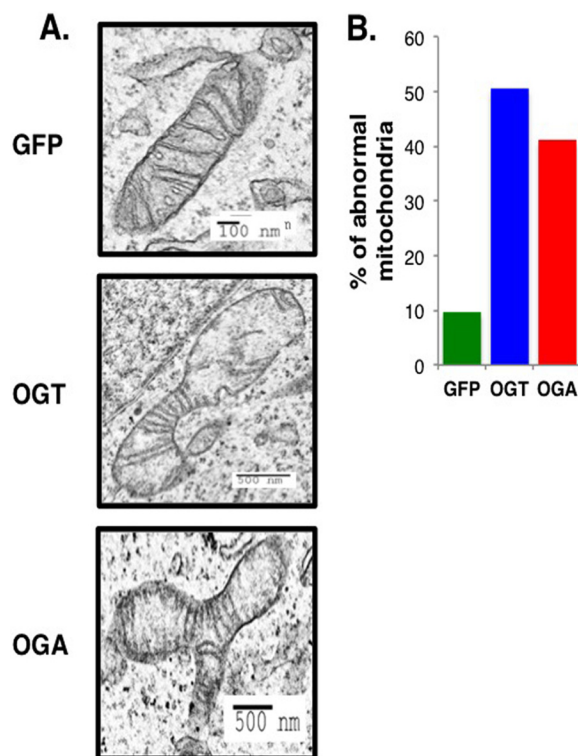 A.
GFP
100 nm n
OGT
500 nm
OGA
500 nm
B.
% of abnormal
mitochondria
60
50
40
30
20
10
0
GFP OGT OGA